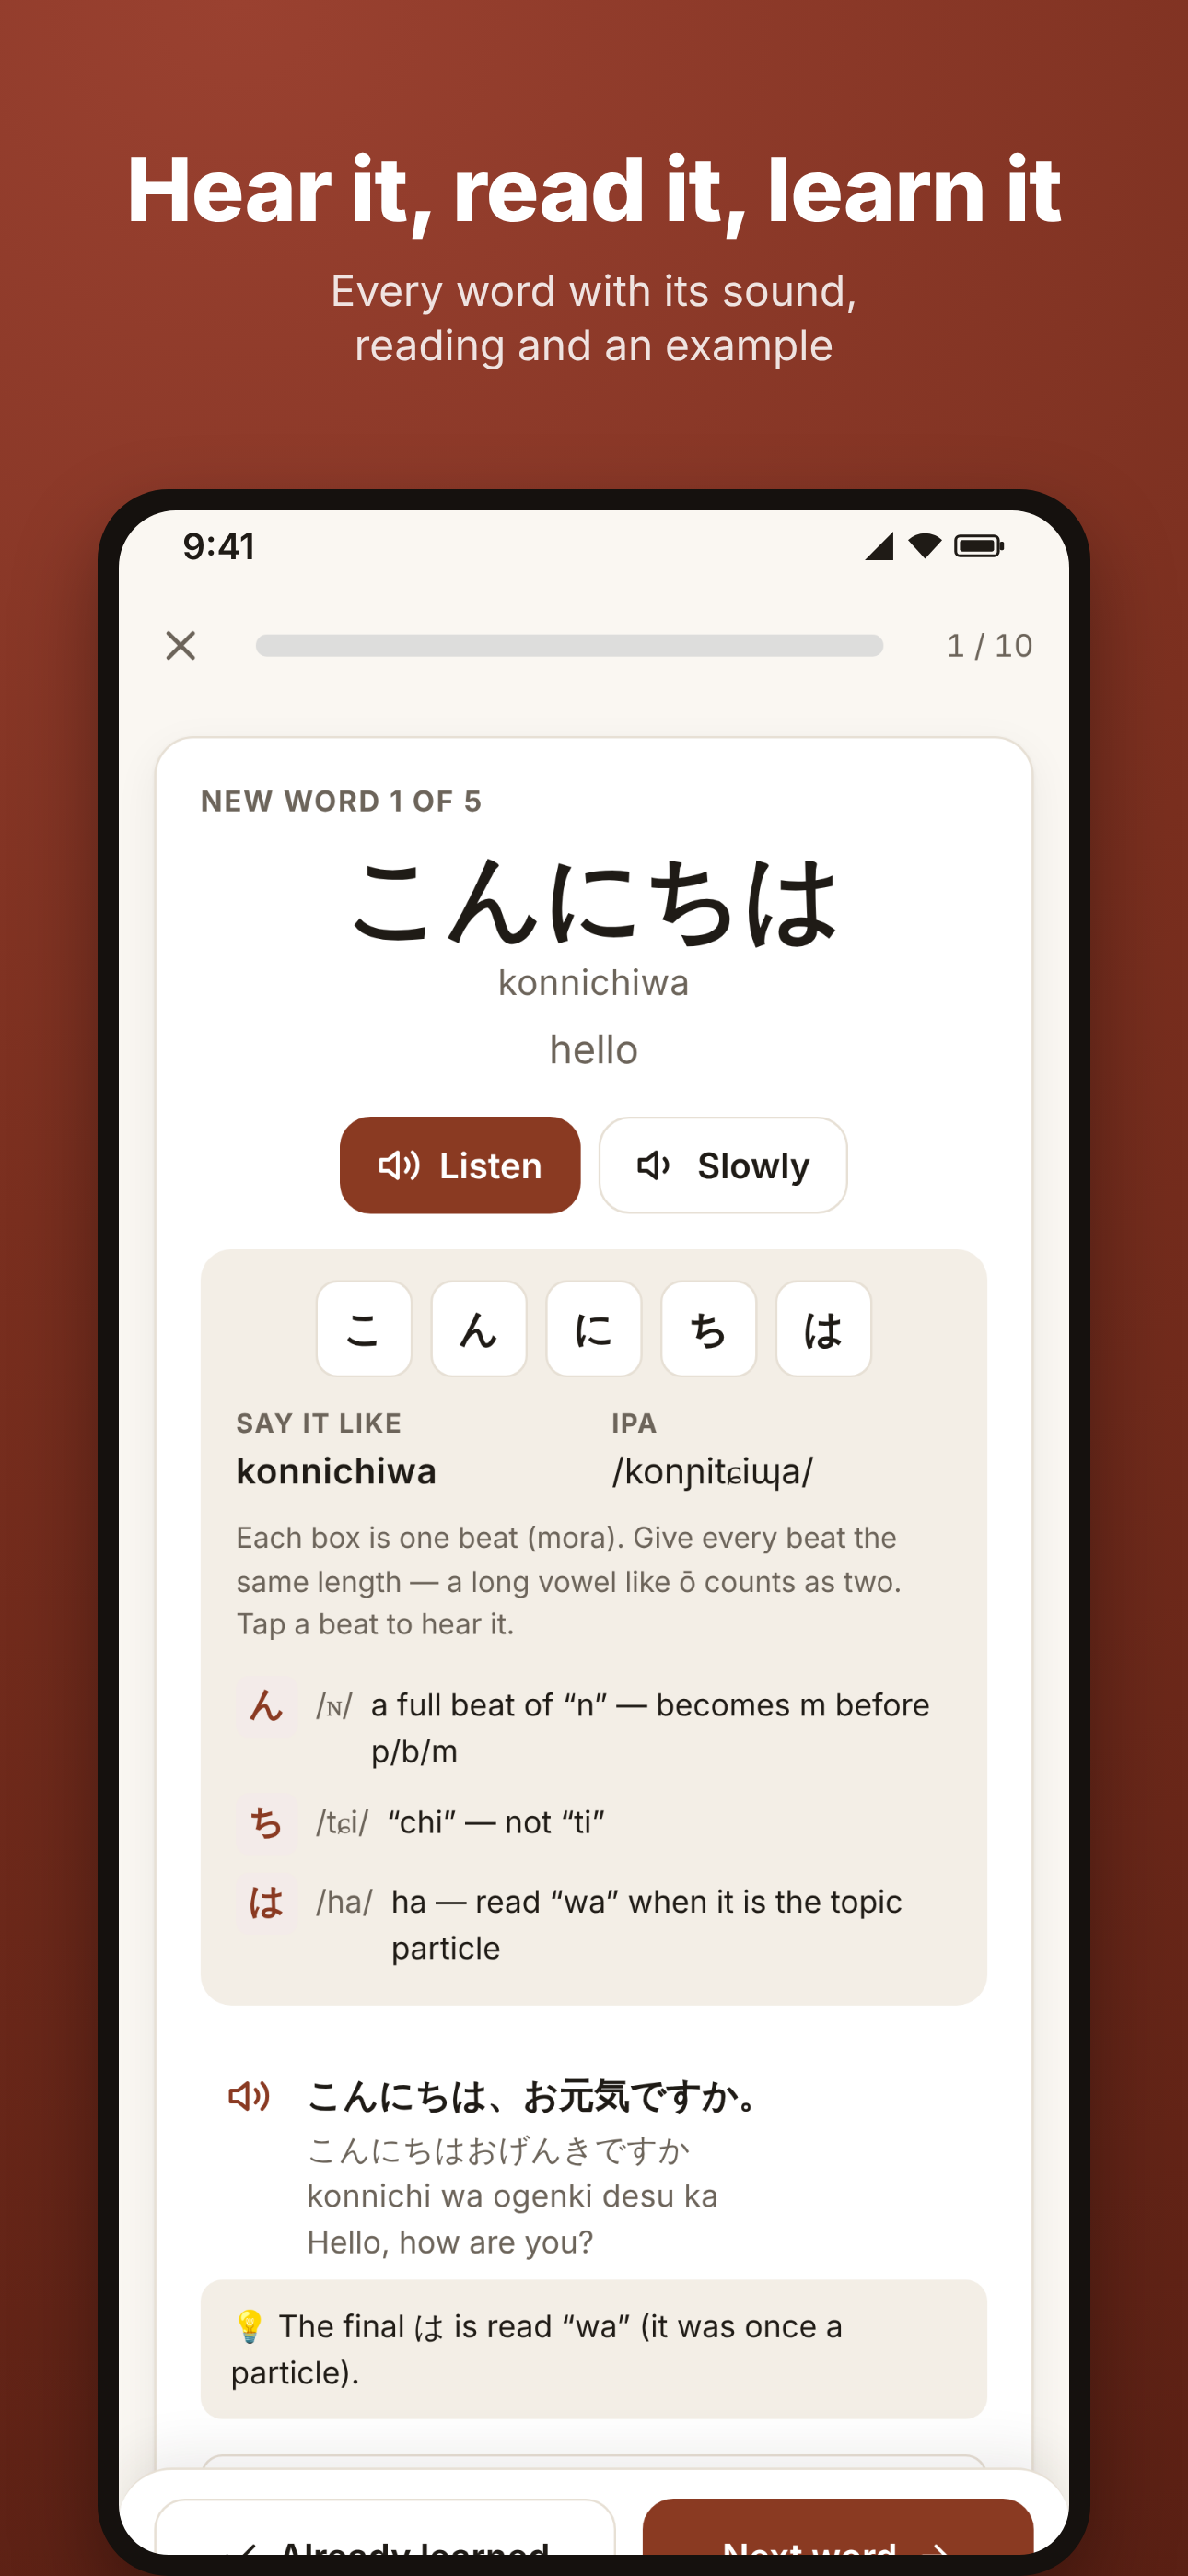 Hear it, read it, learn it
Every word with its sound,
reading and an example
9:41
1 / 10
NEW WORD 1 OF 5
こんにちは
konnichiwa
hello
Listen
Slowly
こ ん に ち は
SAY IT LIKE
konnichiwa
IPA
/konɲitɕiɰa/
Each box is one beat (mora). Give every beat the
same length — a long vowel like ō counts as two.
Tap a beat to hear it.
ん /ɴ/ a full beat of “n” — becomes m before
p/b/m
ち /tɕi/ “chi” — not “ti”
は /ha/ ha — read “wa” when it is the topic
particle
こんにちは、お元気ですか。
こんにちはおげんきですか
konnichi wa ogenki desu ka
Hello, how are you?
💡 The final は is read “wa” (it was once a
particle).
Already learned
Next word →